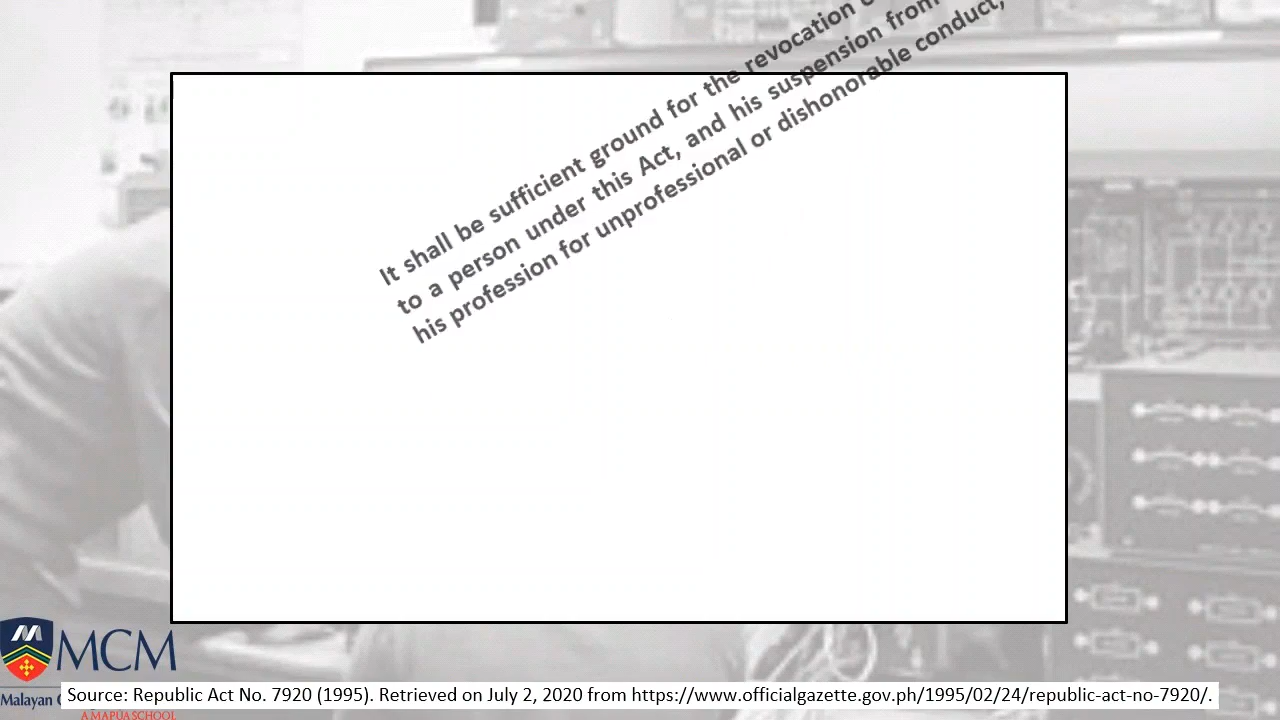 It shall be sufficient ground for the revocation
to a person under this Act, and his suspension from
his profession for unprofessional or dishonorable conduct,
MCM
Malayan
Source: Republic Act No. 7920 (1995). Retrieved on July 2, 2020 from https://www.officialgazette.gov.ph/1995/02/24/republic-act-no-7920/.
A MAPUA SCHOOL